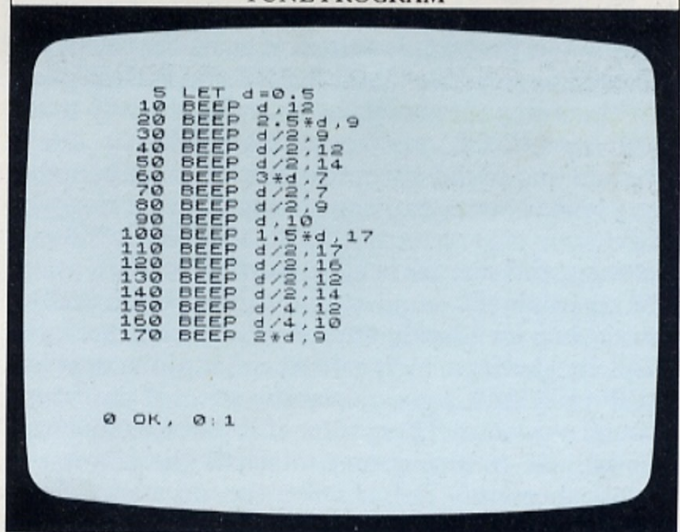 TUNE PROGRAM
5 LET d=0.5
10 BEEP d,12
20 BEEP 2.5*d,9
30 BEEP d/2,9
40 BEEP d/2,12
50 BEEP d/2,14
60 BEEP 3*d,7
70 BEEP d/2,7
80 BEEP d/2,9
90 BEEP d,10
100 BEEP 1.5*d,17
110 BEEP d/2,17
120 BEEP d/2,16
130 BEEP d/2,12
140 BEEP d/2,14
150 BEEP d/4,12
160 BEEP d/4,10
170 BEEP 2*d,9
0 OK, 0:1